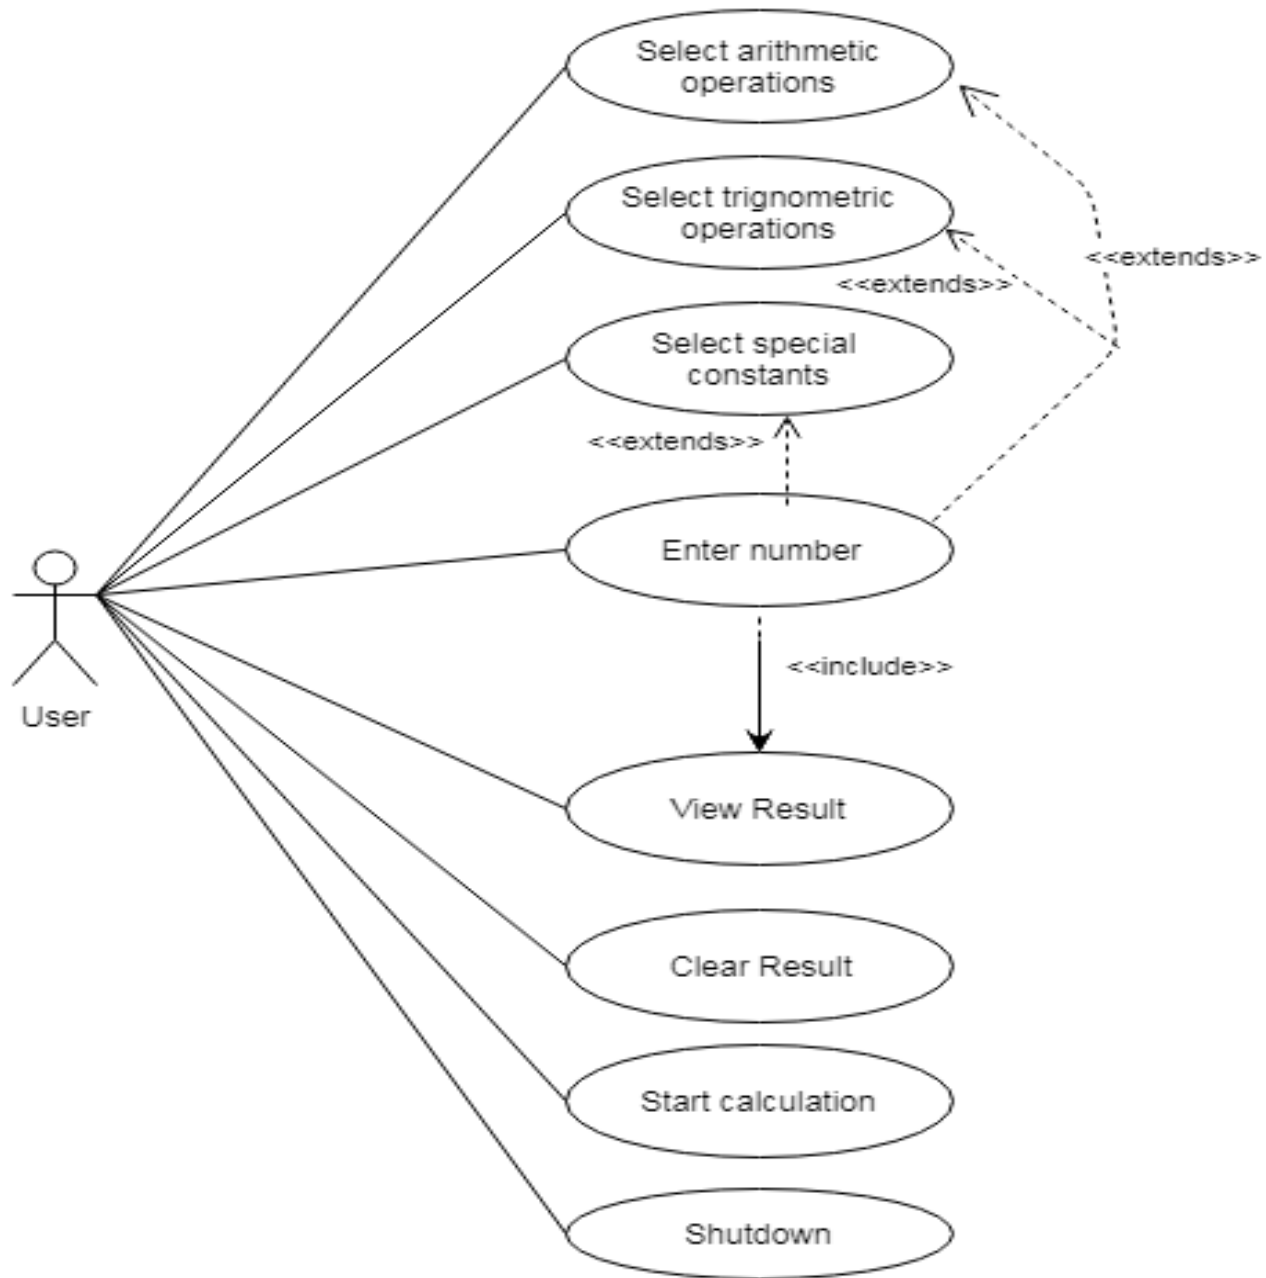 Select arithmetic
operations
Select trignometric
operations
<<extends>>
<<extends>>
Select special
constants
<<extends>>
Enter number
<<include>>
User
View Result
Clear Result
Start calculation
Shutdown